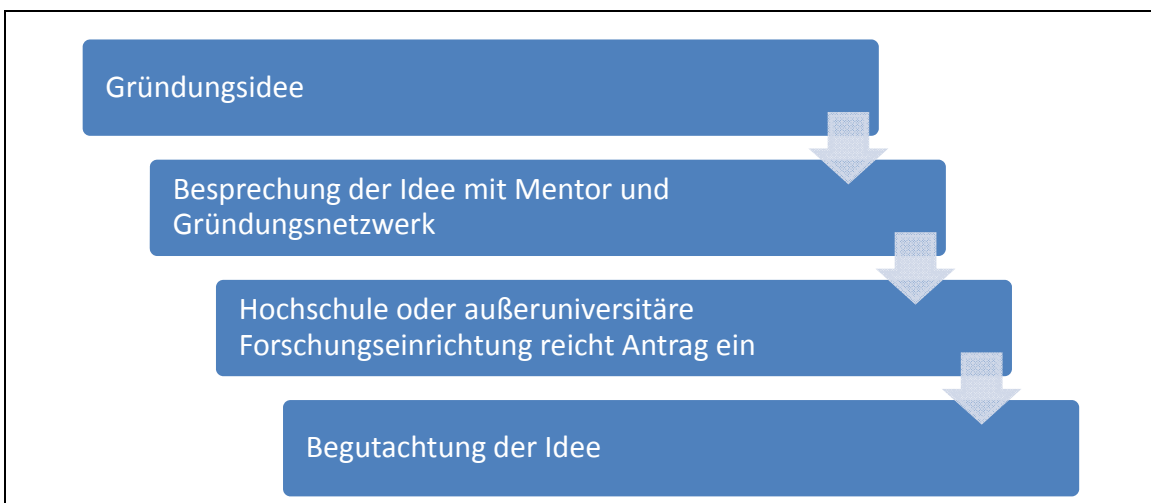 Gründungsidee
Besprechung der Idee mit Mentor und
Gründungsnetzwerk
Hochschule oder außeruniversitäre
Forschungseinrichtung reicht Antrag ein
Begutachtung der Idee